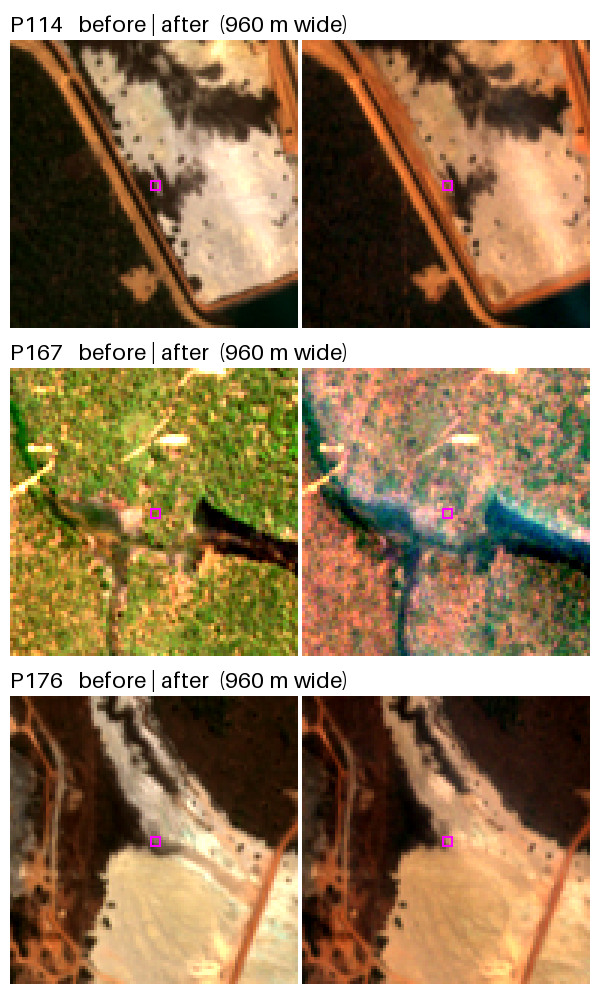 P114 before | after (960 m wide)
P167 before | after (960 m wide)
P176 before | after (960 m wide)